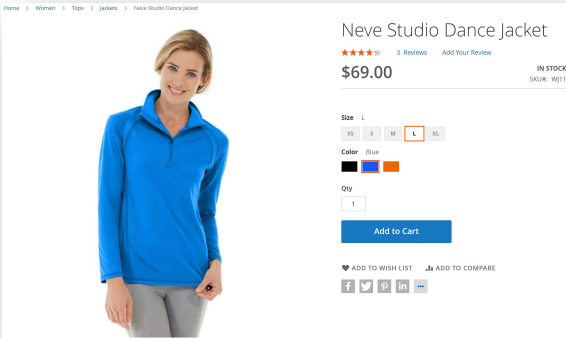 Home > Women > Tops > Jackets > Neve Studio Dance Jacket
Neve Studio Dance Jacket
3 Reviews Add Your Review
$69.00
IN STOCK
SKU#: WJ11
Size L
XS S M L XL
Color Blue
Qty
1
Add to Cart
ADD TO WISH LIST ADD TO COMPARE